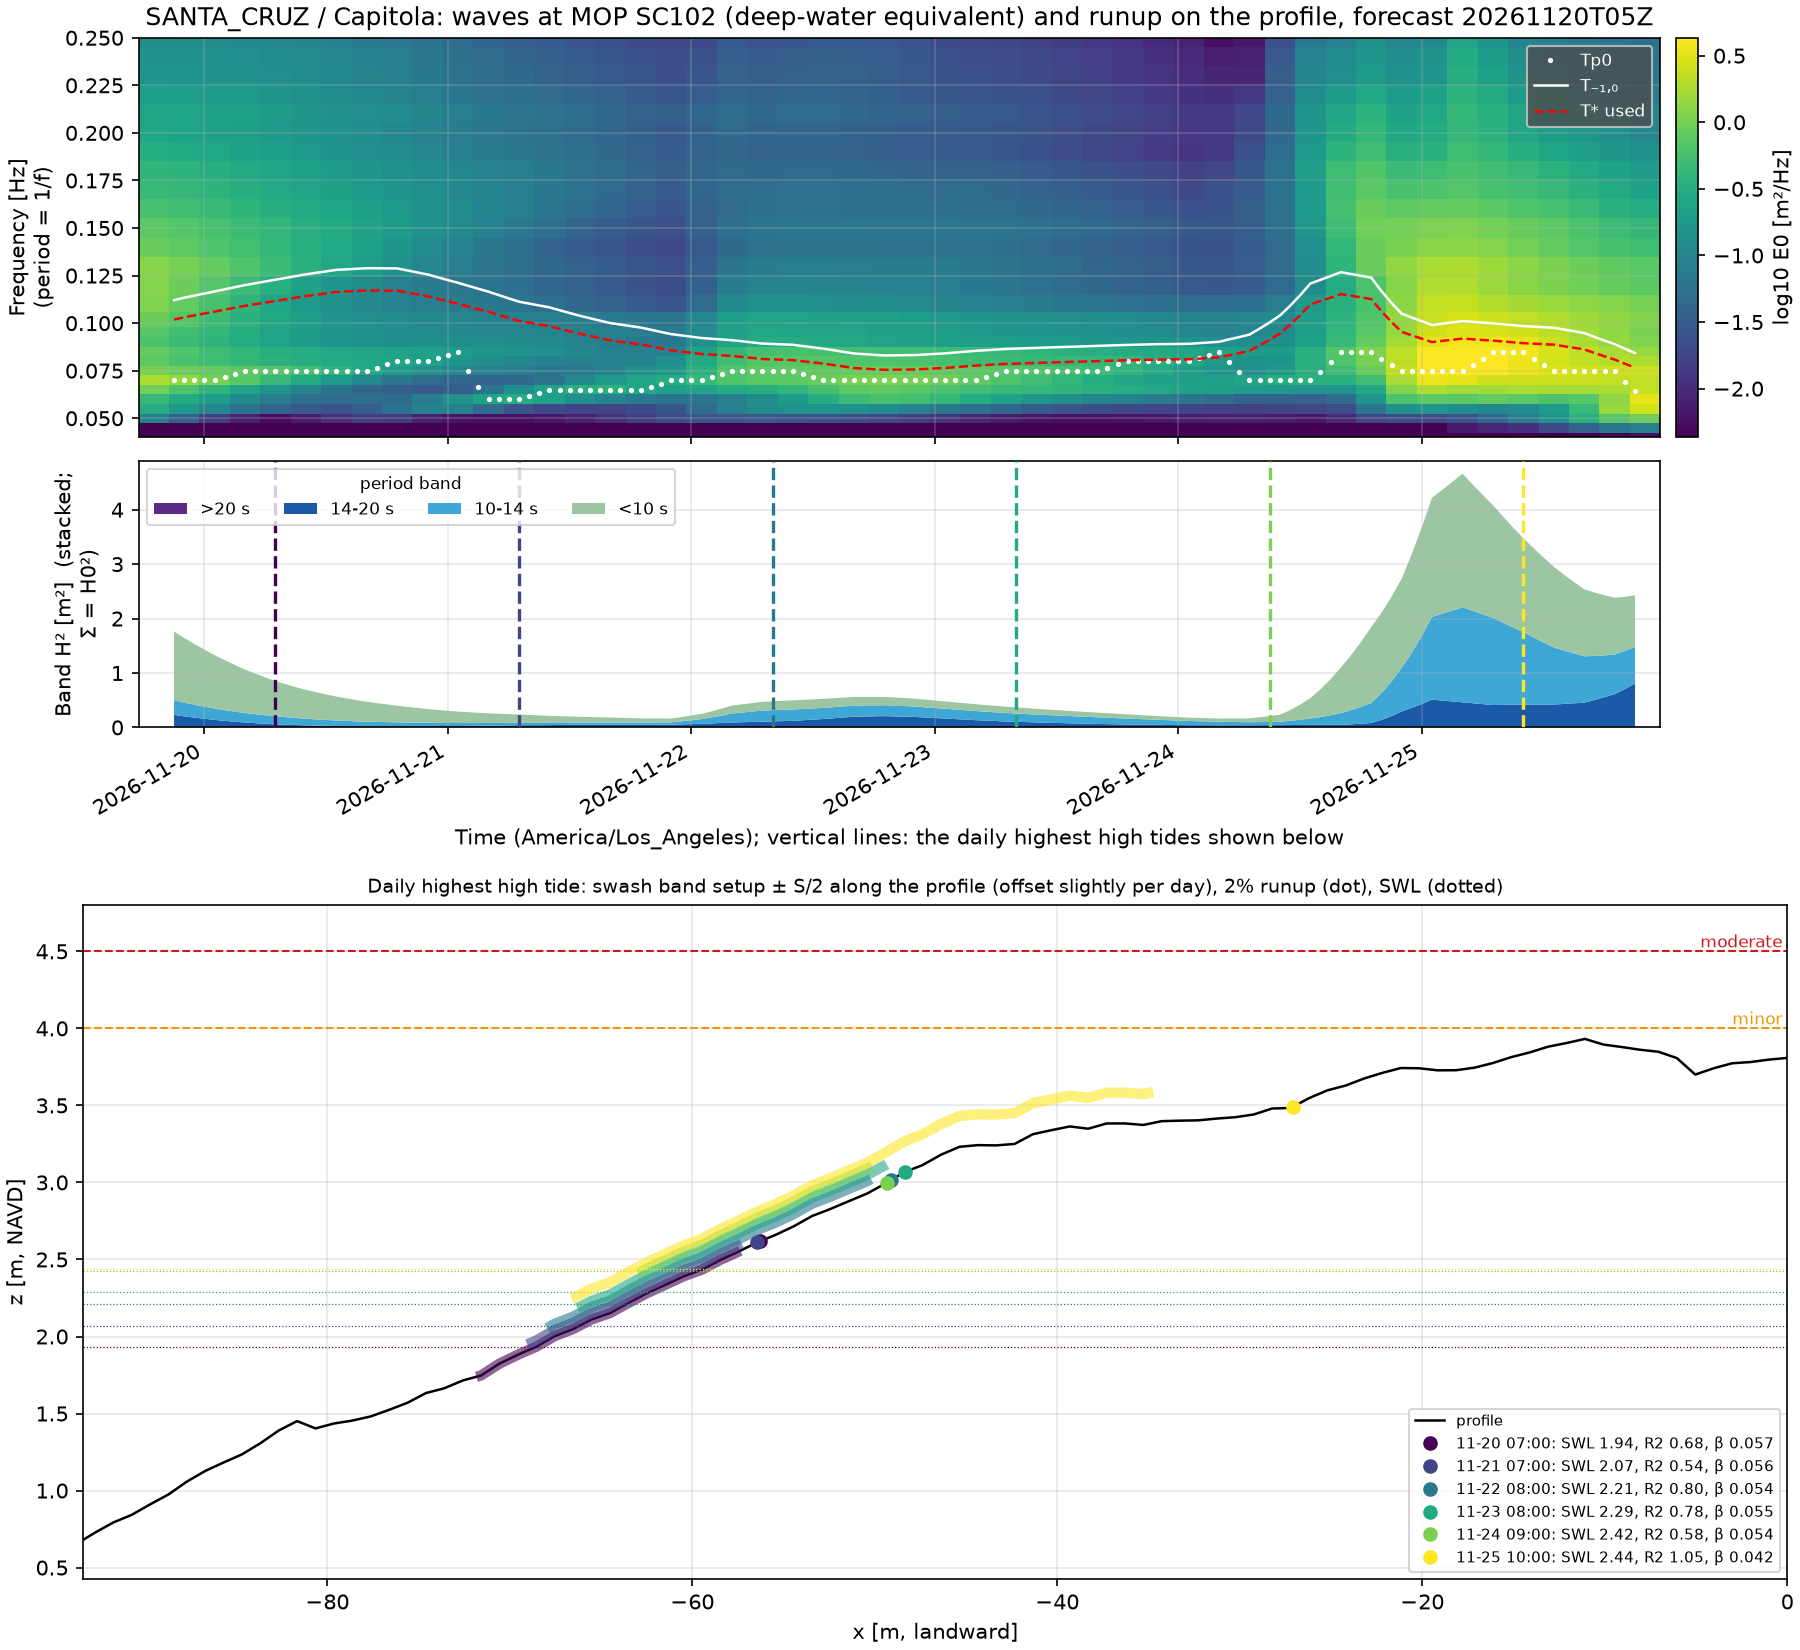 SANTA_CRUZ / Capitola: waves at MOP SC102 (deep-water equivalent) and runup on the profile, forecast 20261120T05Z
Frequency [Hz]
(period = 1/f)
0.250
0.225
0.200
0.175
0.150
0.125
0.100
0.075
0.050
Tp0
T₋₁,₀
T* used
0.5
0.0
−0.5
−1.0
−1.5
−2.0
log10 E0 [m²/Hz]
Band H² [m²]  (stacked;
Σ = H0²)
4
3
2
1
0
period band
>20 s
14-20 s
10-14 s
<10 s
2026-11-20
2026-11-21
2026-11-22
2026-11-23
2026-11-24
2026-11-25
Time (America/Los_Angeles); vertical lines: the daily highest high tides shown below
Daily highest high tide: swash band setup ± S/2 along the profile (offset slightly per day), 2% runup (dot), SWL (dotted)
z [m, NAVD]
4.5
4.0
3.5
3.0
2.5
2.0
1.5
1.0
0.5
moderate
minor
profile
11-20 07:00: SWL 1.94, R2 0.68, β 0.057
11-21 07:00: SWL 2.07, R2 0.54, β 0.056
11-22 08:00: SWL 2.21, R2 0.80, β 0.054
11-23 08:00: SWL 2.29, R2 0.78, β 0.055
11-24 09:00: SWL 2.42, R2 0.58, β 0.054
11-25 10:00: SWL 2.44, R2 1.05, β 0.042
−80
−60
−40
−20
0
x [m, landward]